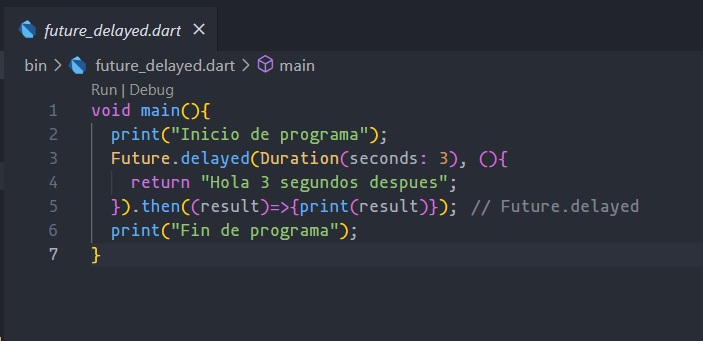 future_delayed.dart ×
bin > future_delayed.dart > main
Run | Debug
1 void main(){
2 print("Inicio de programa");
3 Future.delayed(Duration(seconds: 3), (){
4 return "Hola 3 segundos despues";
5 }).then((result)=>{print(result)}); // Future.delayed
6 print("Fin de programa");
7 }